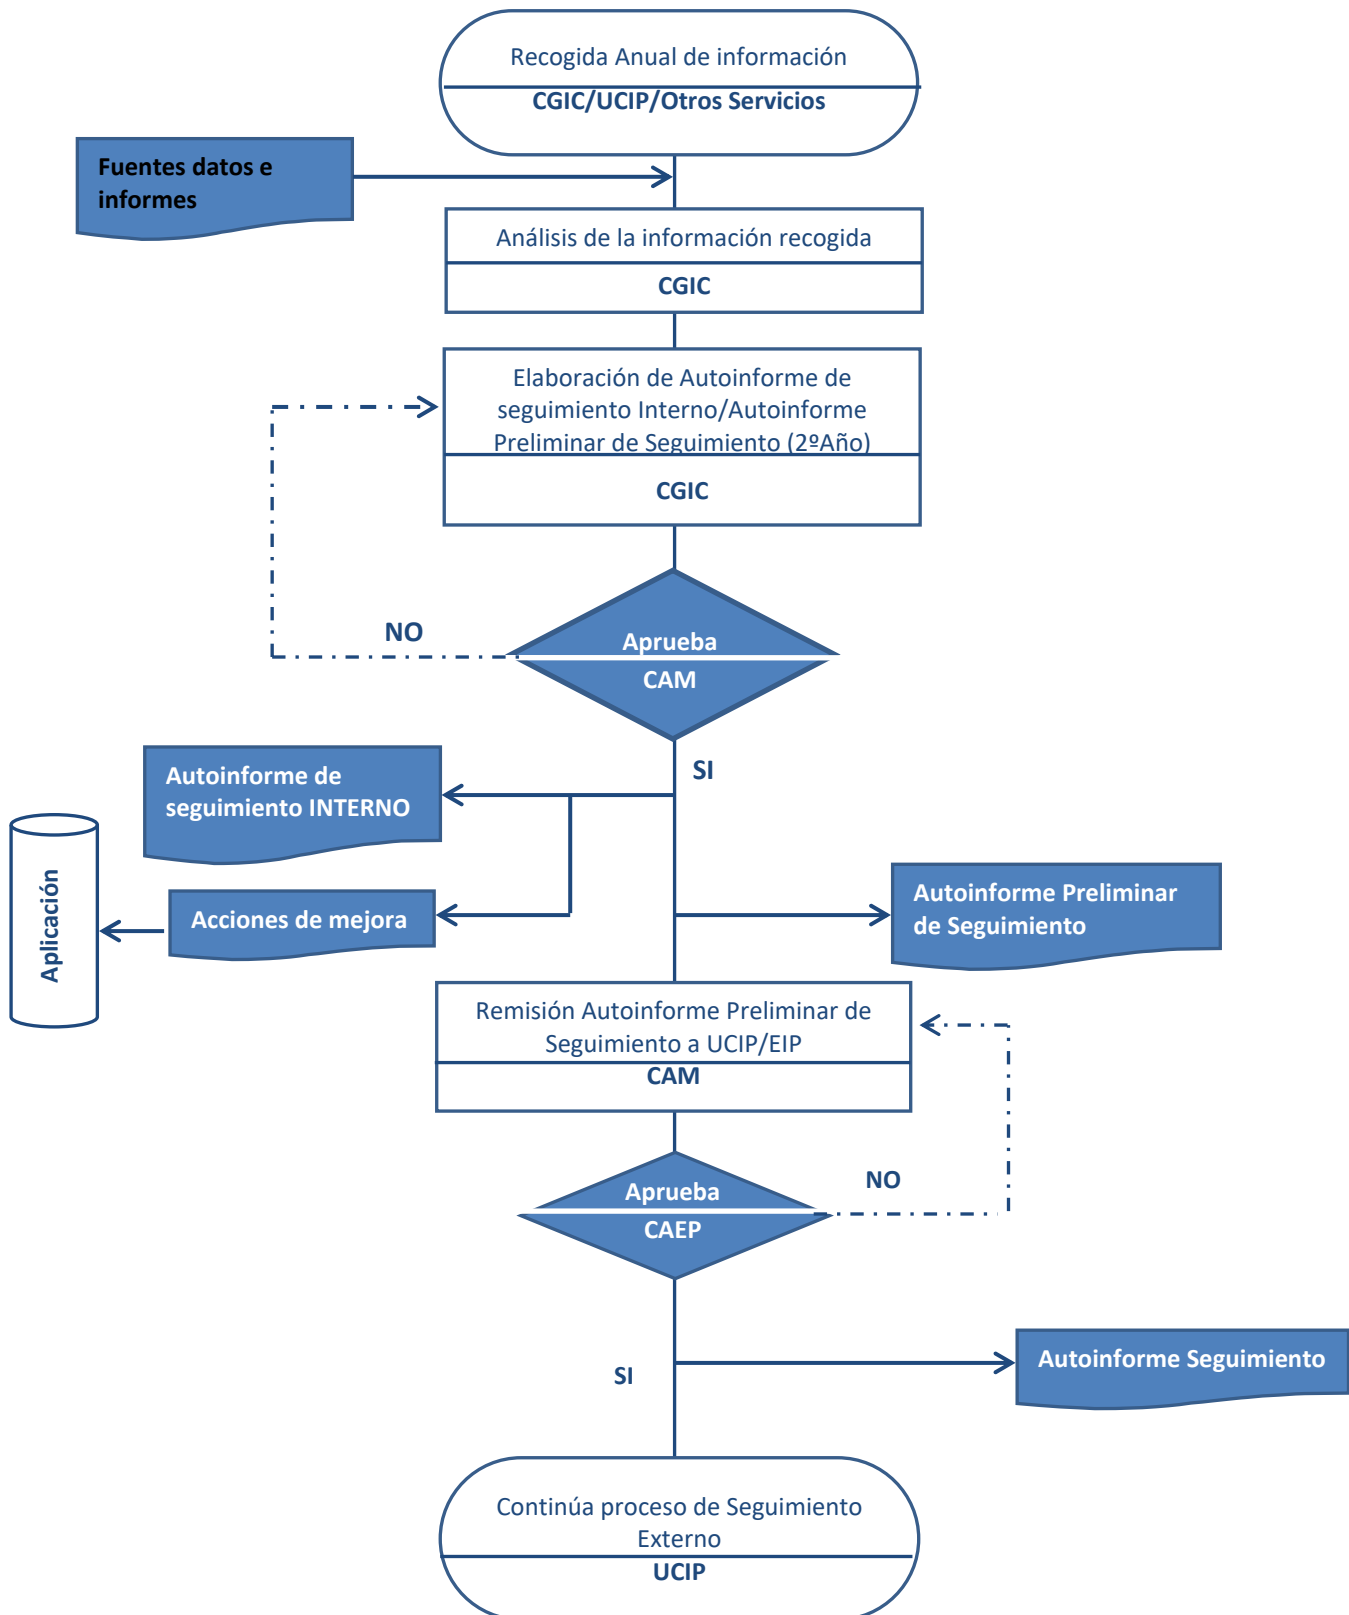 Recogida Anual de información
CGIC/UCIP/Otros Servicios
Fuentes datos e
informes
Análisis de la información recogida
CGIC
Elaboración de Autoinforme de
seguimiento Interno/Autoinforme
Preliminar de Seguimiento (2ºAño)
CGIC
NO
Aprueba
CAM
SI
Autoinforme de
seguimiento INTERNO
Aplicación
Acciones de mejora
Autoinforme Preliminar
de Seguimiento
Remisión Autoinforme Preliminar de
Seguimiento a UCIP/EIP
CAM
Aprueba
CAEP
NO
SI
Autoinforme Seguimiento
Continúa proceso de Seguimiento
Externo
UCIP